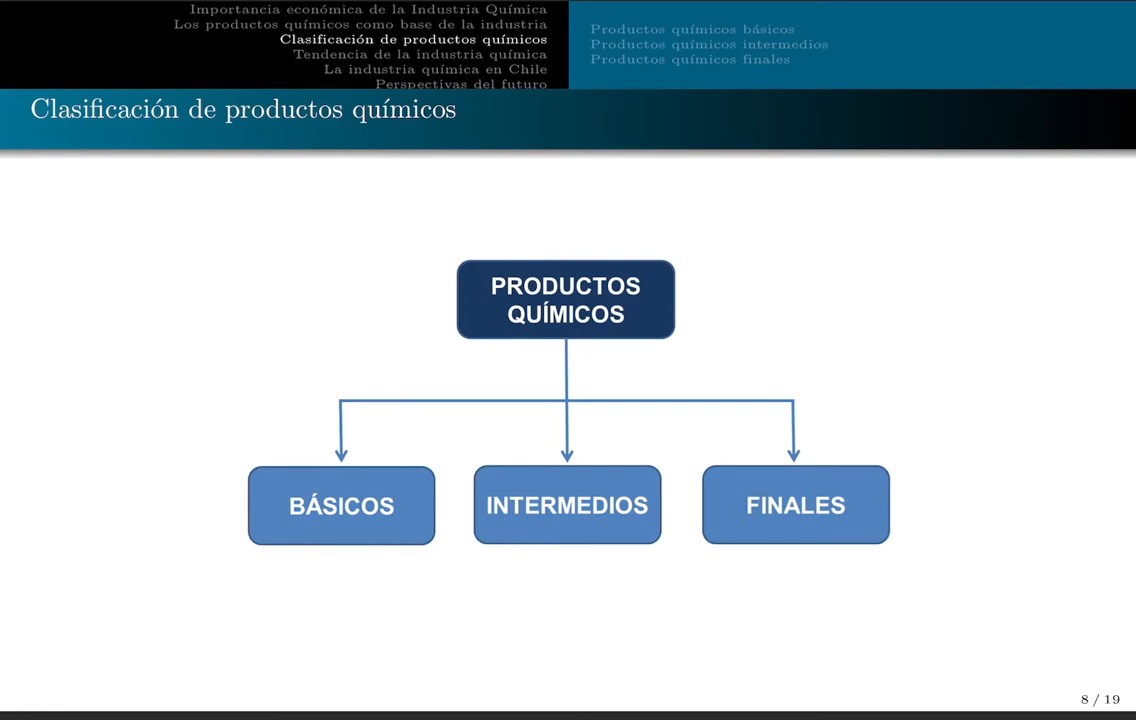 Importancia económica de la Industria Química
Los productos químicos como base de la industria
Clasificación de productos químicos
Tendencia de la industria química
La industria química en Chile
Perspectivas del futuro
Productos químicos básicos
Productos químicos intermedios
Productos químicos finales
Clasificación de productos químicos
PRODUCTOS
QUÍMICOS
BÁSICOS
INTERMEDIOS
FINALES
8 / 19